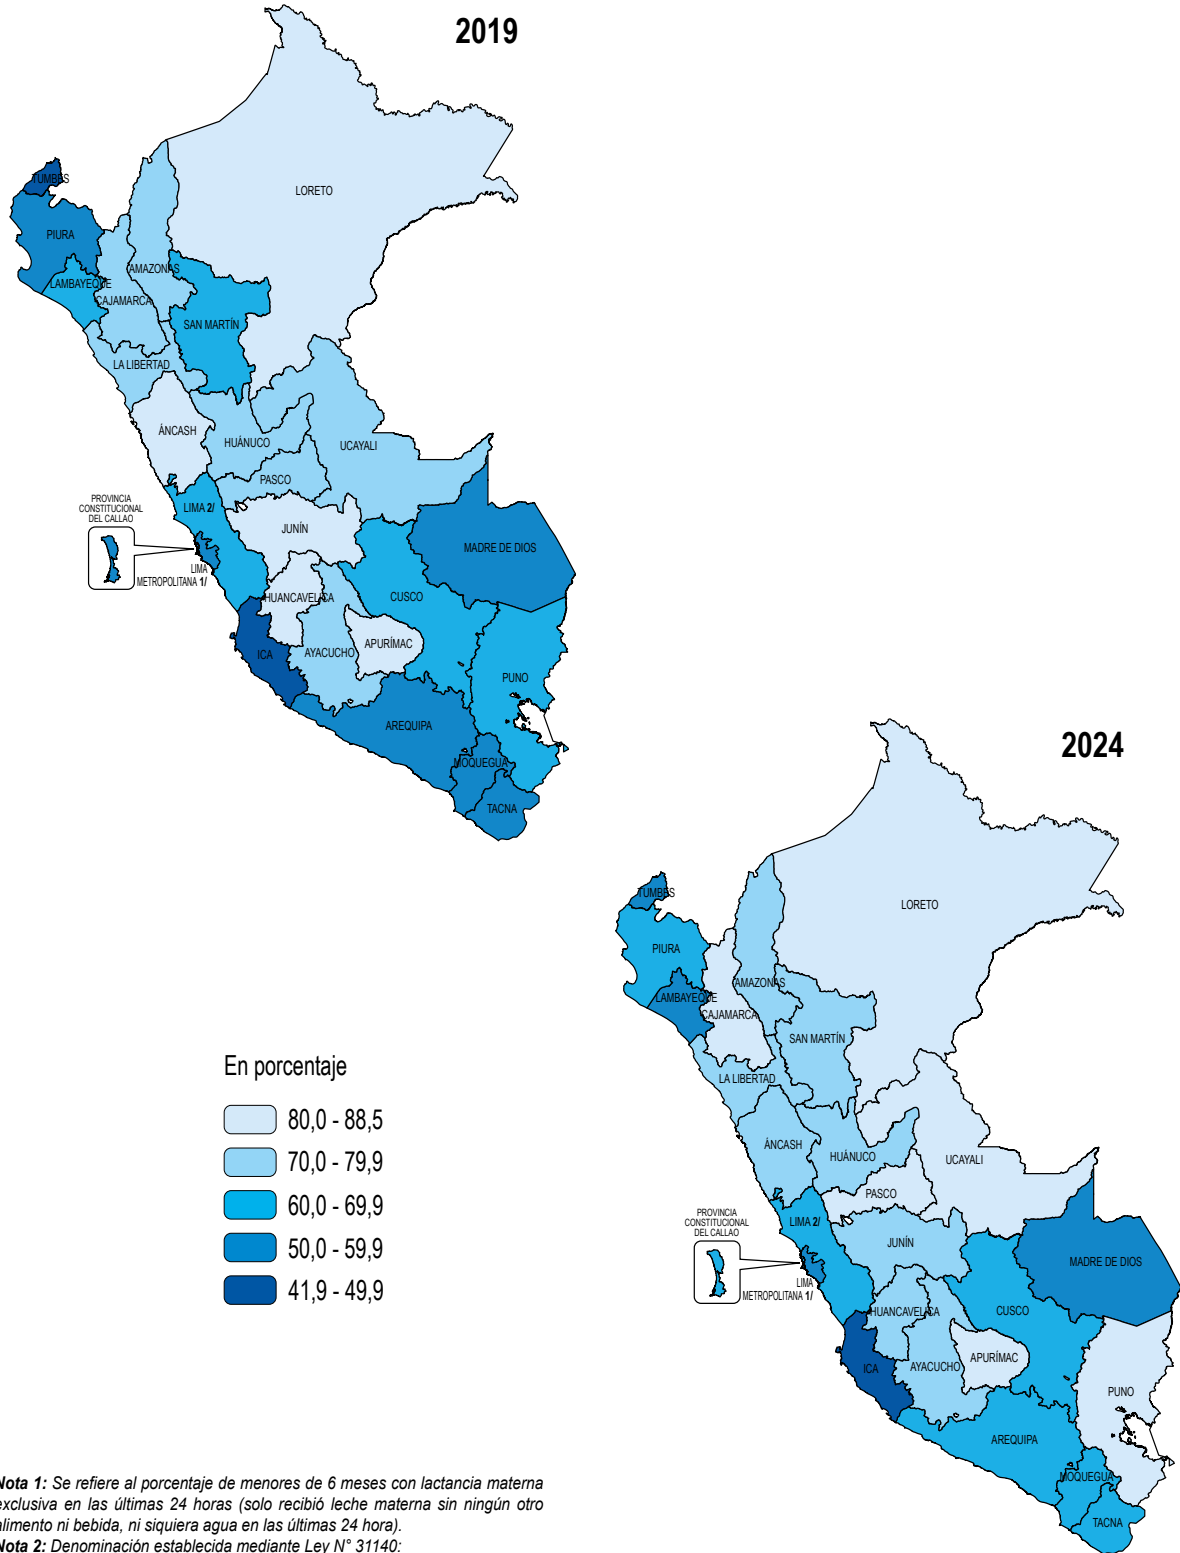 2019
LORETO
TUMBES
PIURA
AMAZONAS
LAMBAYEQUE
CAJAMARCA
SAN MARTÍN
LA LIBERTAD
ÁNCASH
HUÁNUCO
UCAYALI
PASCO
PROVINCIA
CONSTITUCIONAL
DEL CALLAO
LIMA 2/
JUNÍN
MADRE DE DIOS
LIMA
METROPOLITANA 1/
HUANCAVELICA
CUSCO
APURÍMAC
AYACUCHO
ICA
PUNO
AREQUIPA
MOQUEGUA
TACNA
2024
LORETO
TUMBES
PIURA
AMAZONAS
LAMBAYEQUE
CAJAMARCA
SAN MARTÍN
LA LIBERTAD
ÁNCASH
HUÁNUCO
UCAYALI
PASCO
PROVINCIA
CONSTITUCIONAL
DEL CALLAO
LIMA 2/
JUNÍN
MADRE DE DIOS
LIMA
METROPOLITANA 1/
HUANCAVELICA
CUSCO
APURÍMAC
AYACUCHO
ICA
PUNO
AREQUIPA
MOQUEGUA
TACNA
En porcentaje
80,0 - 88,5
70,0 - 79,9
60,0 - 69,9
50,0 - 59,9
41,9 - 49,9
Nota 1: Se refiere al porcentaje de menores de 6 meses con lactancia materna
exclusiva en las últimas 24 horas (solo recibió leche materna sin ningún otro
alimento ni bebida, ni siquiera agua en las últimas 24 hora).
Nota 2: Denominación establecida mediante Ley N° 31140: